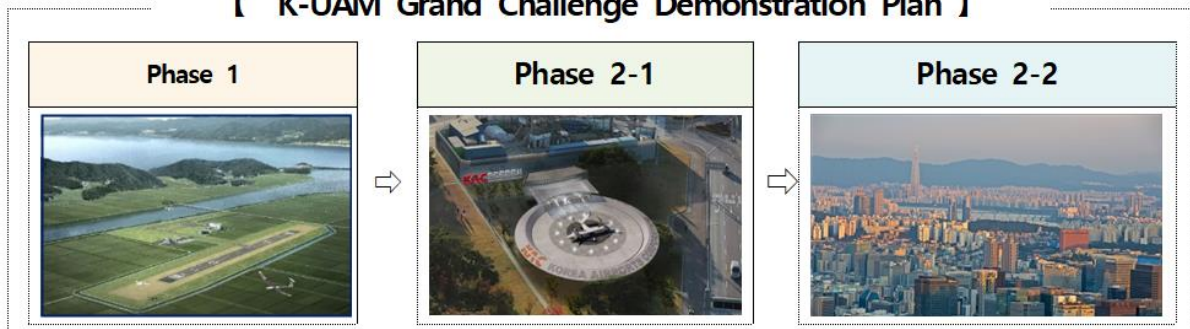 【 K-UAM Grand Challenge Demonstration Plan 】
Phase 1
Phase 2-1
Phase 2-2
KAC
KAC
KOREA AIRPORTS